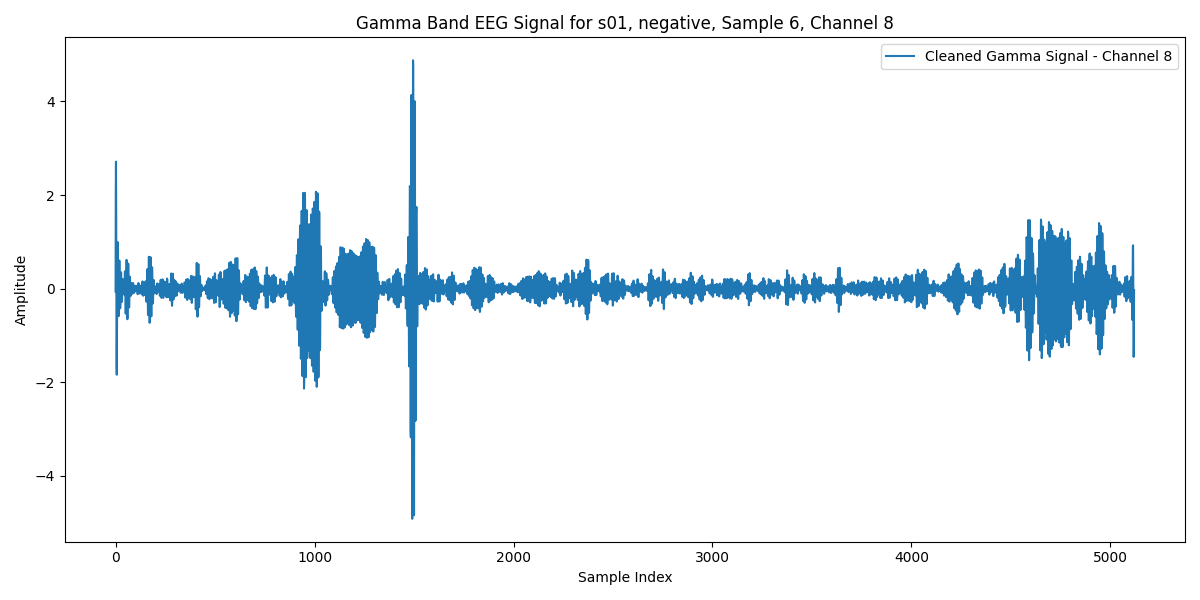 Gamma Band EEG Signal for s01, negative, Sample 6, Channel 8
Cleaned Gamma Signal - Channel 8
Amplitude
4
2
0
−2
−4
0 1000 2000 3000 4000 5000
Sample Index